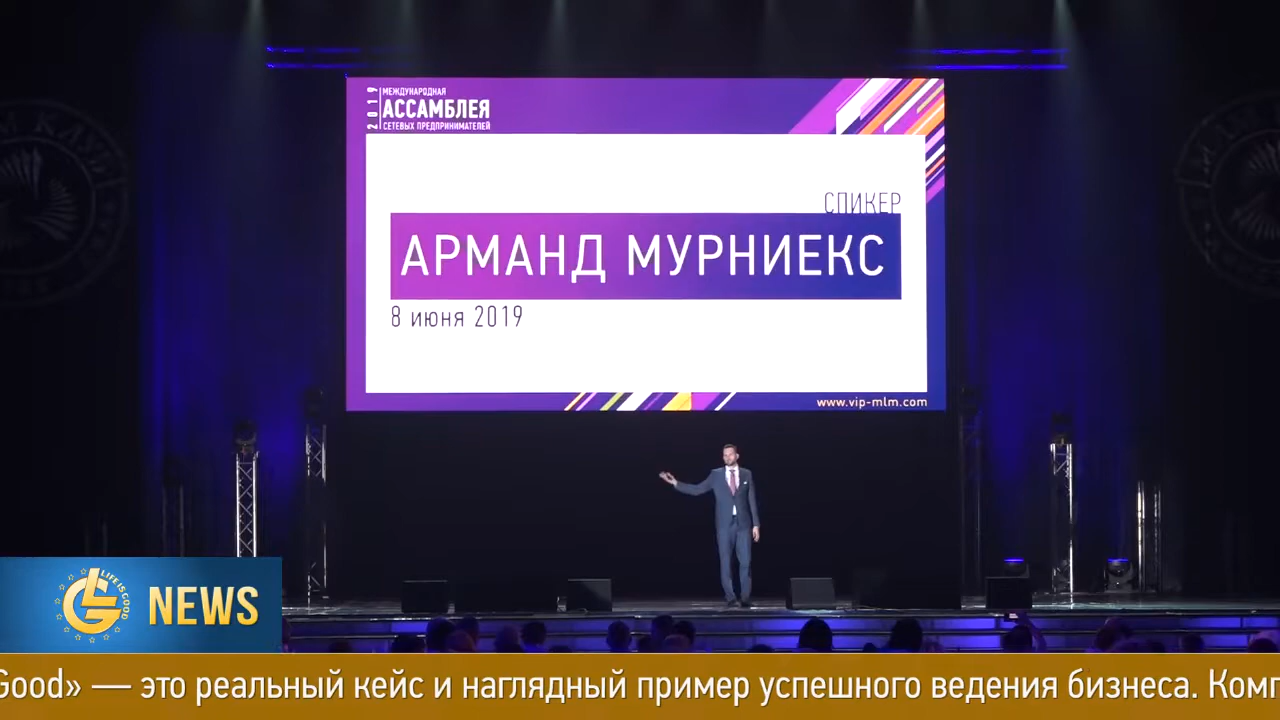 2019
МЕЖДУНАРОДНАЯ
АССАМБЛЕЯ
СЕТЕВЫХ ПРЕДПРИНИМАТЕЛЕЙ
СПИКЕР
АРМАНД МУРНИЕКС
8 июня 2019
www.vip-mlm.com
LIFE IS GOOD
NEWS
Good» — это реальный кейс и наглядный пример успешного ведения бизнеса. Комп